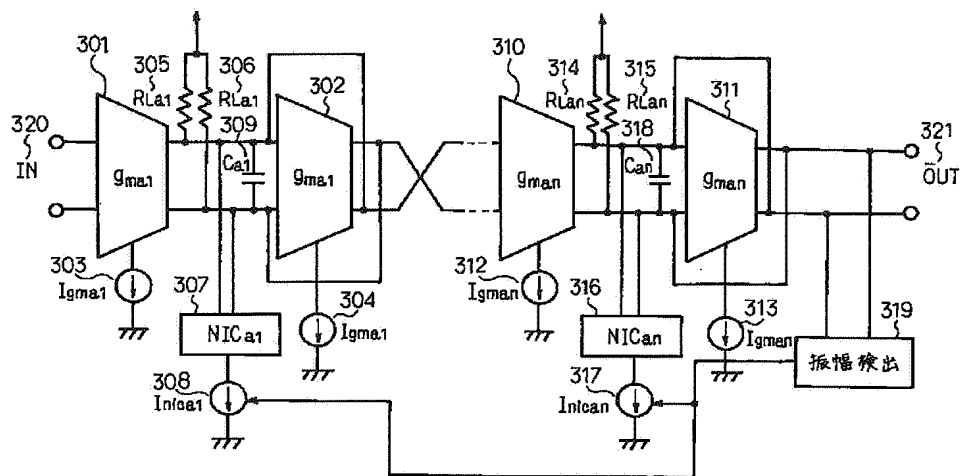 301
305
306
RLa1
RLa1
302
309
Ca1
320
IN
gma1
gma1
303
Igma1
307
NICa1
304
Igma1
308
Inica1
310
314
315
RLan
RLan
311
318
Can
gman
gman
321
OUT
312
Igman
316
NICan
313
Igman
319
振幅検出
317
Inican